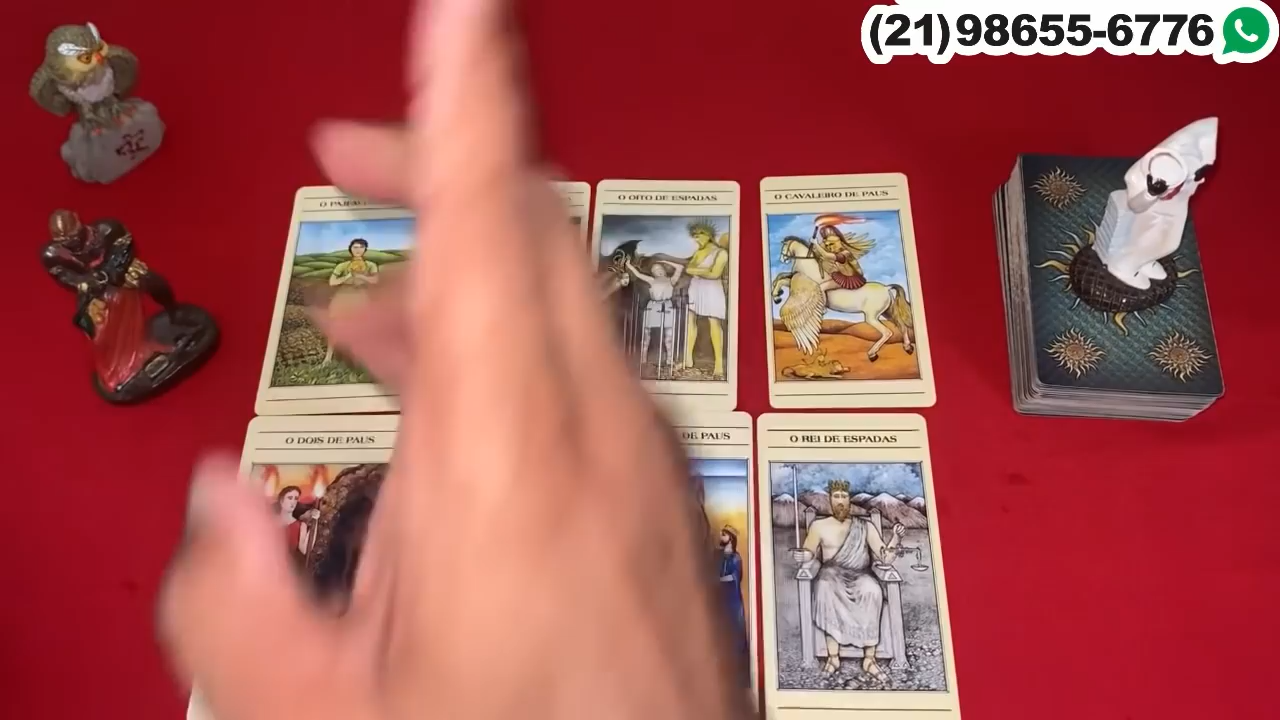 (21)98655-6776
O OITO DE ESPADAS
O CAVALEIRO DE PAUS
O DOIS DE PAUS
DE PAUS
O REI DE ESPADAS